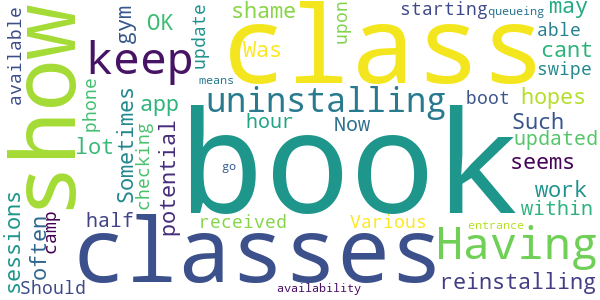 shame
upon
starting
queueing
may
available
gym
OK
update
class
able
Was
cant
show
keep
means
swipe
phone
Sometimes
app
uninstalling
boot
hopes
checking
hour
Now
book
Such
updated
lot
potential
go
seems
work
within
sessions
often
camp
half
classes
received
Various
Having
entrance
reinstalling
Should
availability